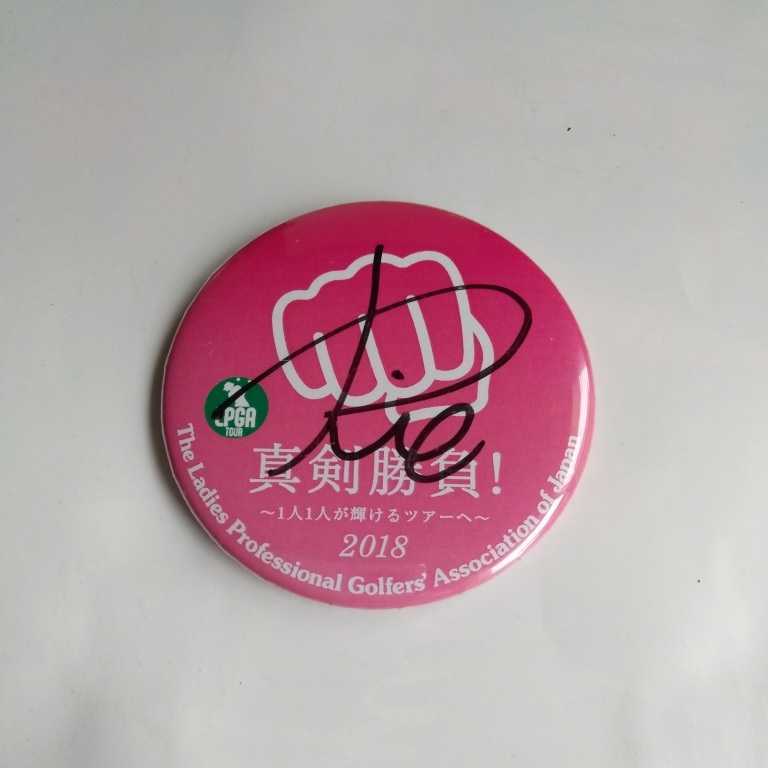 LPGA
TOUR
真剣勝負!
～1人1人が輝けるツアーへ～
2018
The Ladies Professional Golfers' Association of Japan